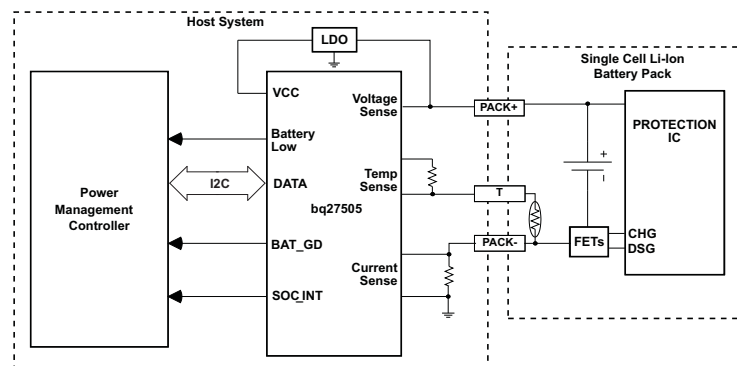 Host System
LDO
Single Cell Li-Ion
Battery Pack
VCC
Voltage
Sense
PACK+
PROTECTION
IC
Battery
Low
Power
Management
Controller
I2C
DATA
Temp
Sense
T
bq27505
+
–
BAT_GD
PACK-
FETs
CHG
DSG
Current
Sense
SOC_INT